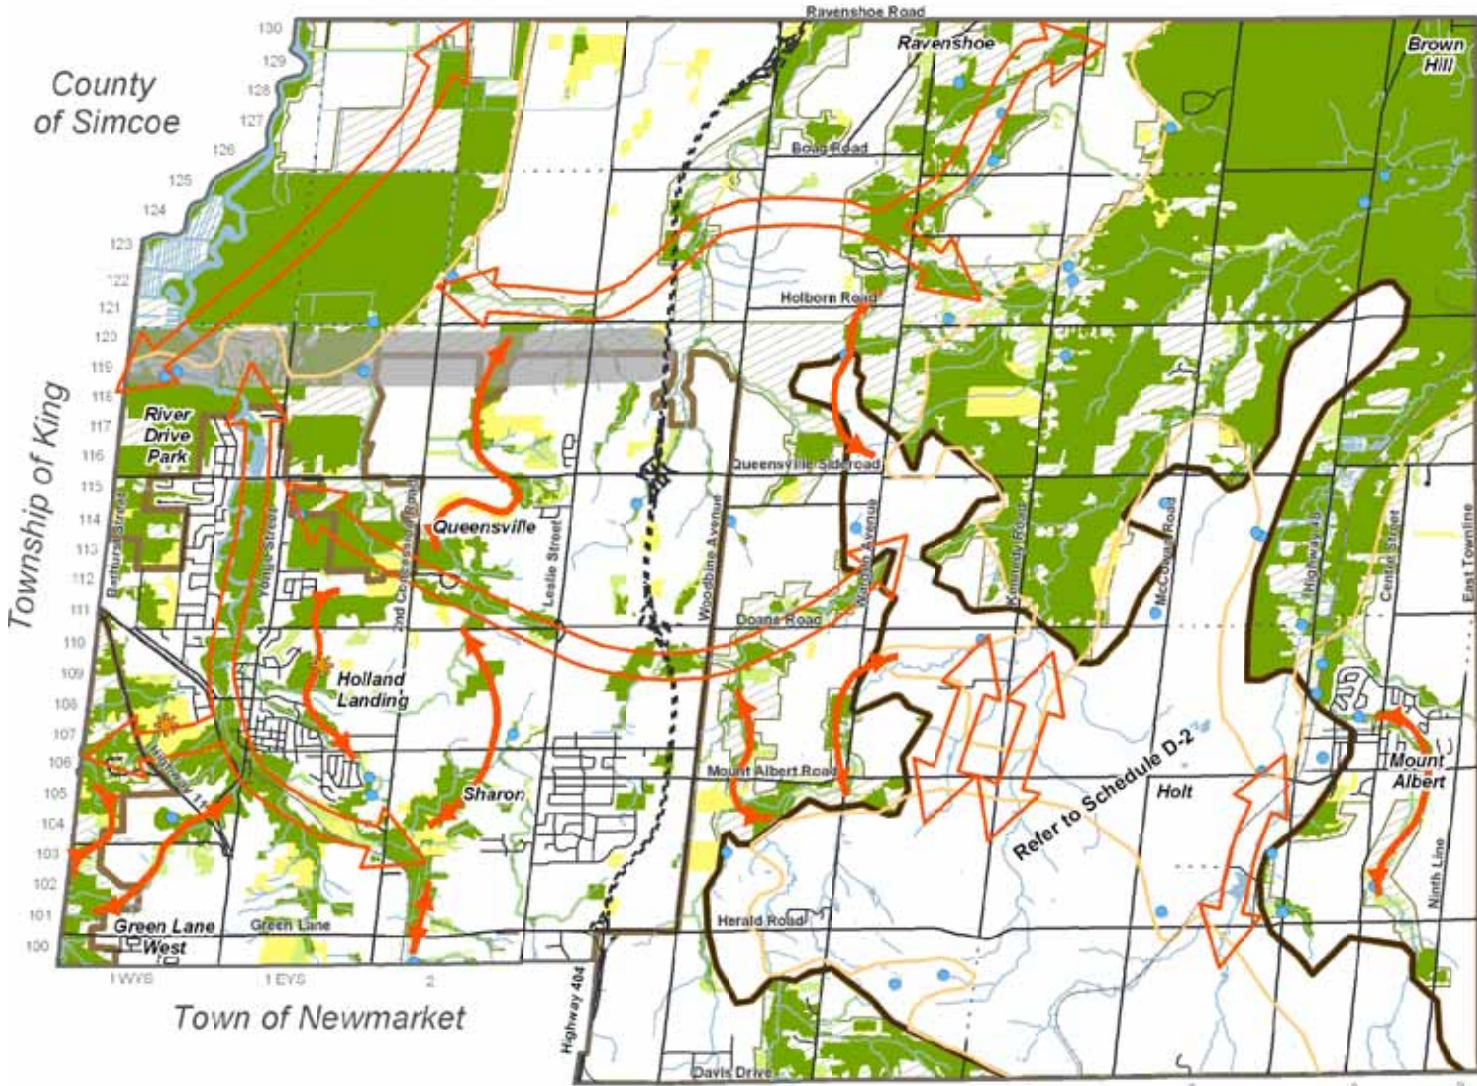 Ravenshoe Road
130
Ravenshoe
Brown
Hill
129
County
of Simcoe
128
127
126
Boag Road
125
124
123
122
121
Holborn Road
120
119
118
River
Drive
Park
117
116
Queensville Sideroad
Township of King
115
114
Queensville
113
112
111
Bathurst Street
Yonge Street
2nd Concession Road
Leslie Street
Woodbine Avenue
Warden Avenue
Kennedy Road
McCowan Road
Highway 48
Centre Street
East Townline
Doane Road
110
109
Holland
Landing
108
107
106
Highway 11
Mount Albert Road
Sharon
Refer to Schedule D-2
Holt
Mount
Albert
105
104
103
102
101
100
Green Lane
West
Green Lane
Herald Road
Ninth Line
1 WYS
1 EYS
2
Town of Newmarket
Highway 404
Davis Drive